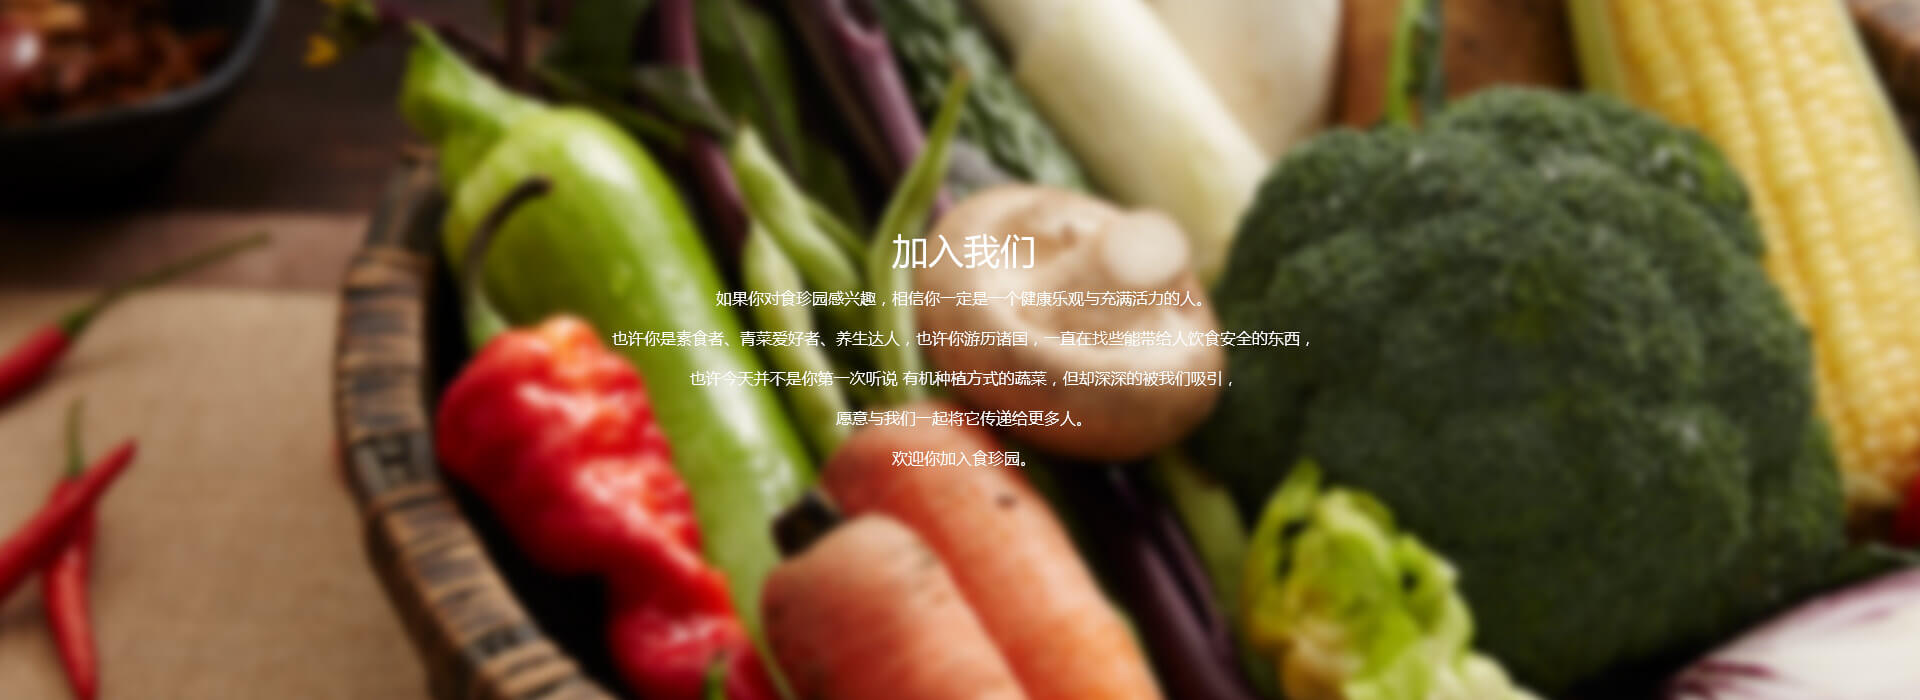 加入我们
如果你对食珍园感兴趣，相信你一定是一个健康乐观与充满活力的人。
也许你是素食者、青菜爱好者、养生达人，也许你游历诸国，一直在找些能带给人饮食安全的东西，
也许今天并不是你第一次听说 有机种植方式的蔬菜，但却深深的被我们吸引，
愿意与我们一起将它传递给更多人。
欢迎你加入食珍园。